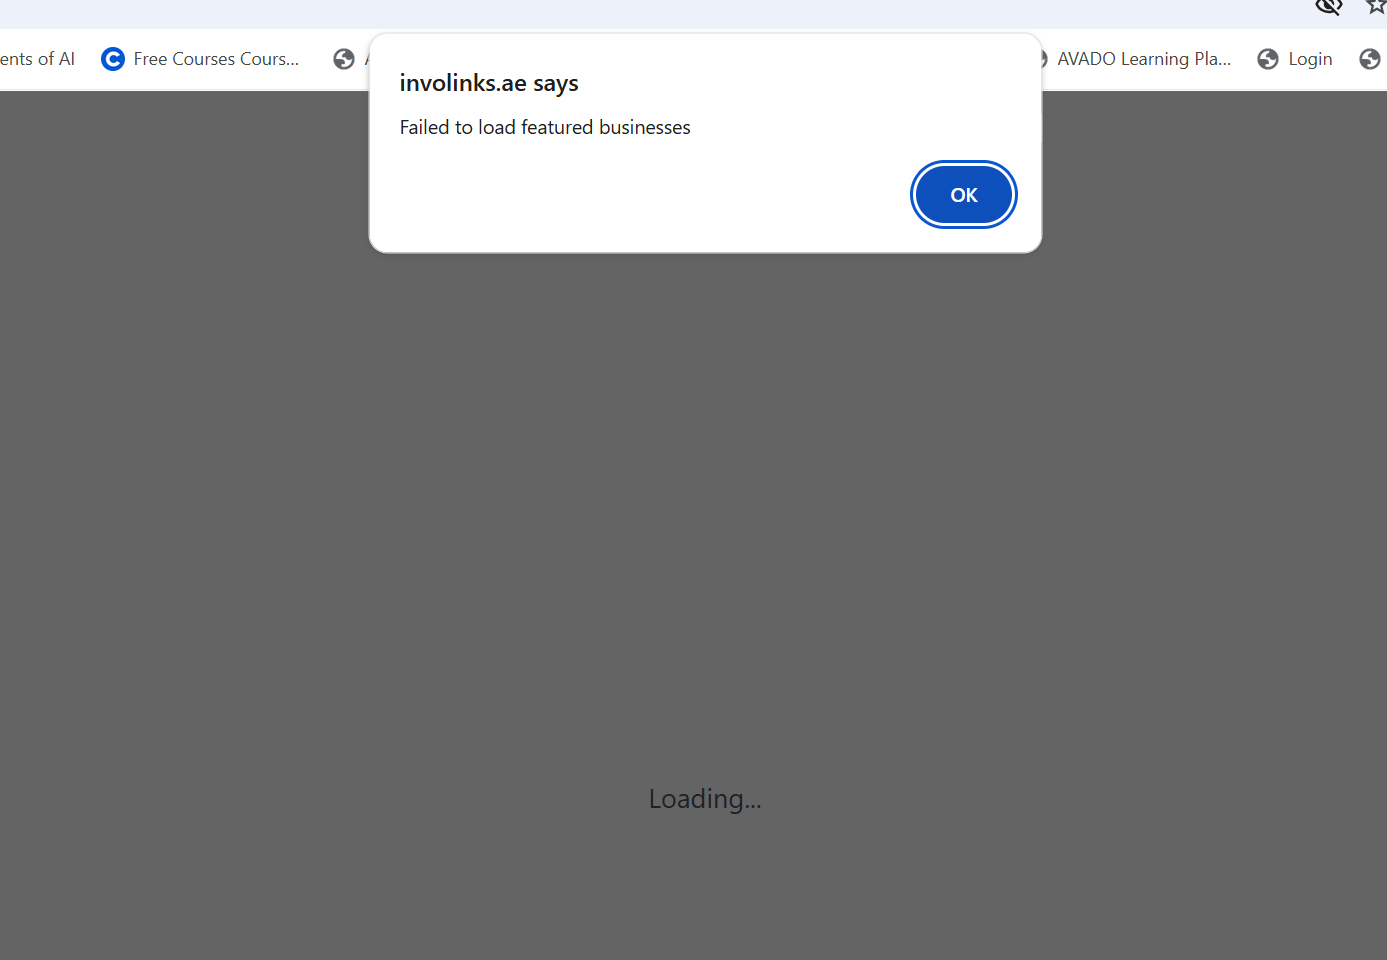 ents of AI Free Courses Cours... AVADO Learning Pla... Login
involinks.ae says
Failed to load featured businesses
OK
Loading...